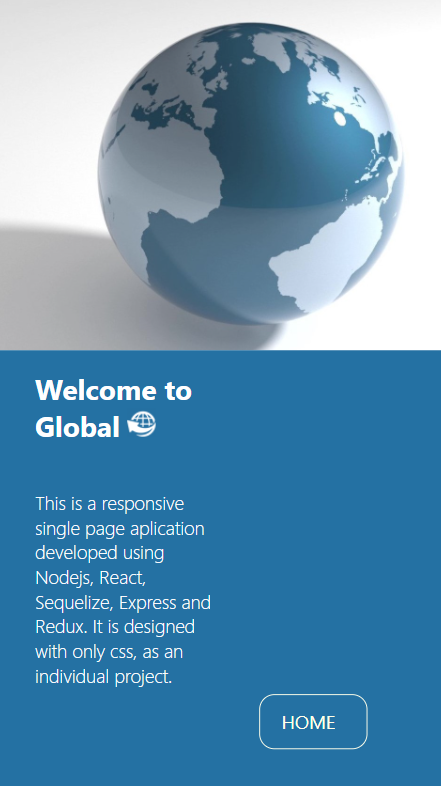 Welcome to
Global
This is a responsive
single page aplication
developed using
Nodejs, React,
Sequelize, Express and
Redux. It is designed
with only css, as an
individual project.
HOME